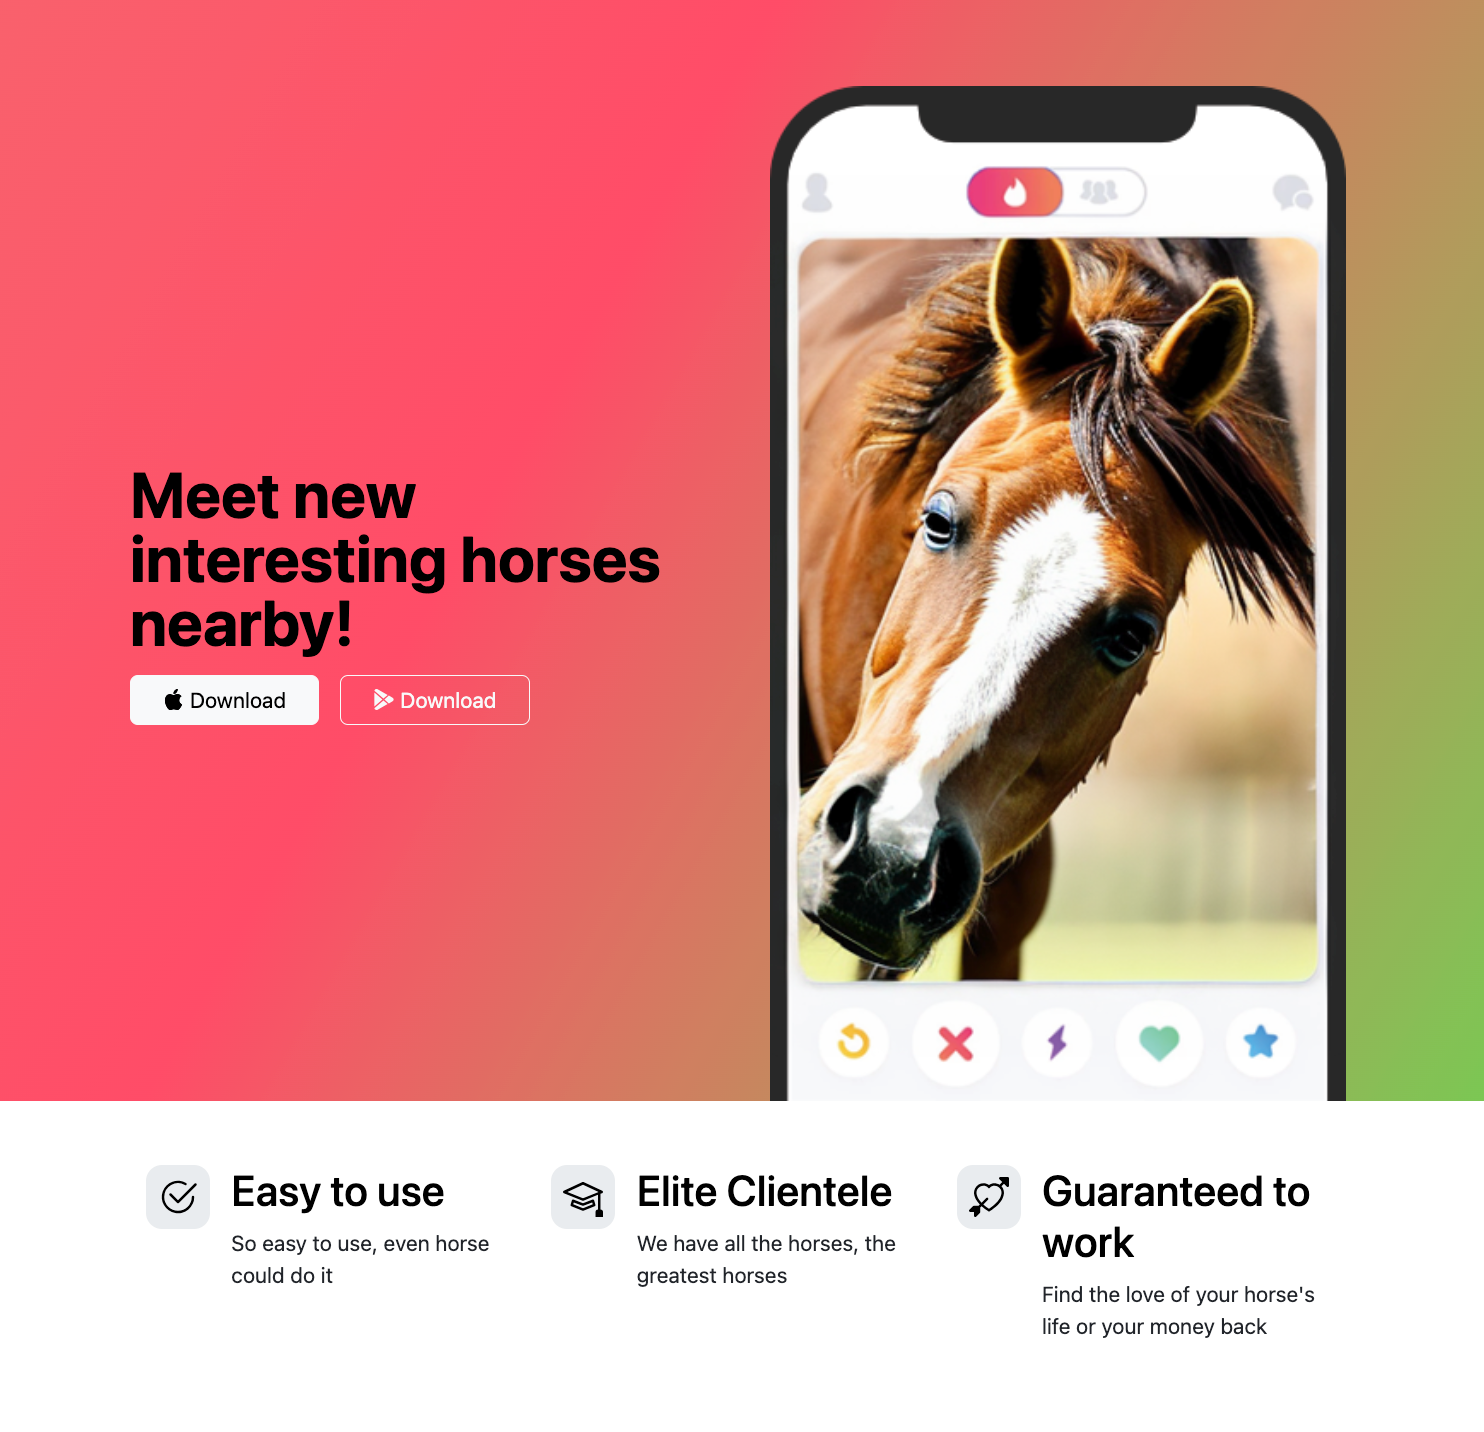 Meet new
interesting horses
nearby!
Download
Download
Easy to use
So easy to use, even horse
could do it
Elite Clientele
We have all the horses, the
greatest horses
Guaranteed to
work
Find the love of your horse's
life or your money back